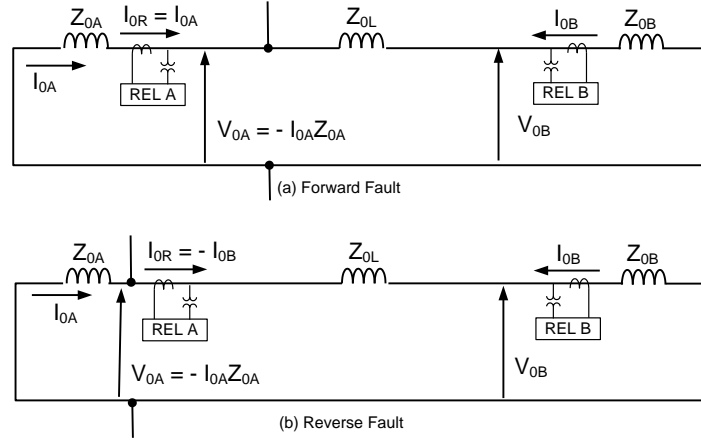 Z0A
I0R = I0A
Z0L
I0B
Z0B
I0A
REL A
REL B
V0A = - I0AZ0A
V0B
(a) Forward Fault
Z0A
I0R = - I0B
Z0L
I0B
Z0B
I0A
REL A
REL B
V0A = - I0AZ0A
V0B
(b) Reverse Fault